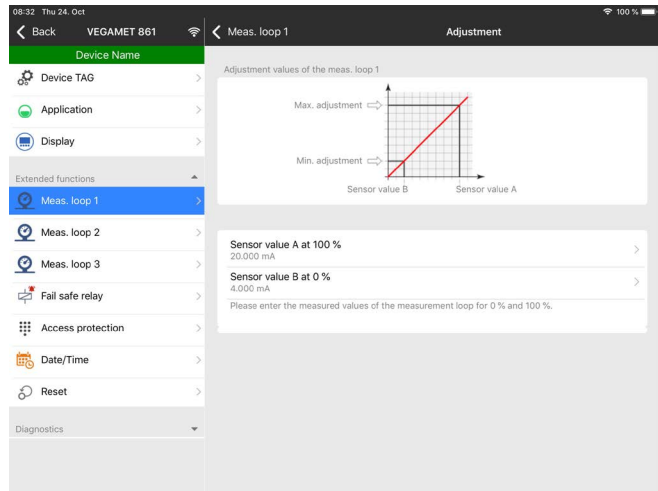 08:32 Thu 24. Oct
100 %
Back
VEGAMET 861
Meas. loop 1
Adjustment
Device Name
Device TAG
Application
Display
Extended functions
Meas. loop 1
Meas. loop 2
Meas. loop 3
Fail safe relay
Access protection
Date/Time
Reset
Diagnostics
Adjustment values of the meas. loop 1
Max. adjustment
Min. adjustment
Sensor value B
Sensor value A
Sensor value A at 100 %
20.000 mA
Sensor value B at 0 %
4.000 mA
Please enter the measured values of the measurement loop for 0 % and 100 %.